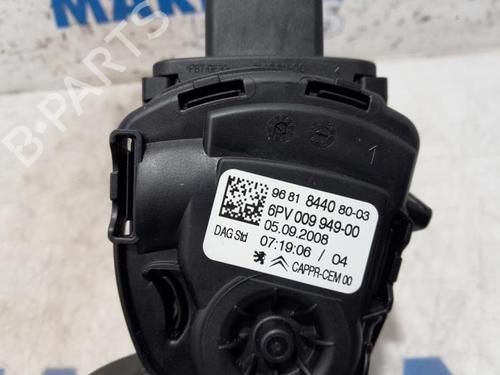 96 81 8440 80-03
6PV 009 949-00
05.09.2008
DAG Std 07:19:06 / 04
CAPPR-CEM 00
1
B-PARTS